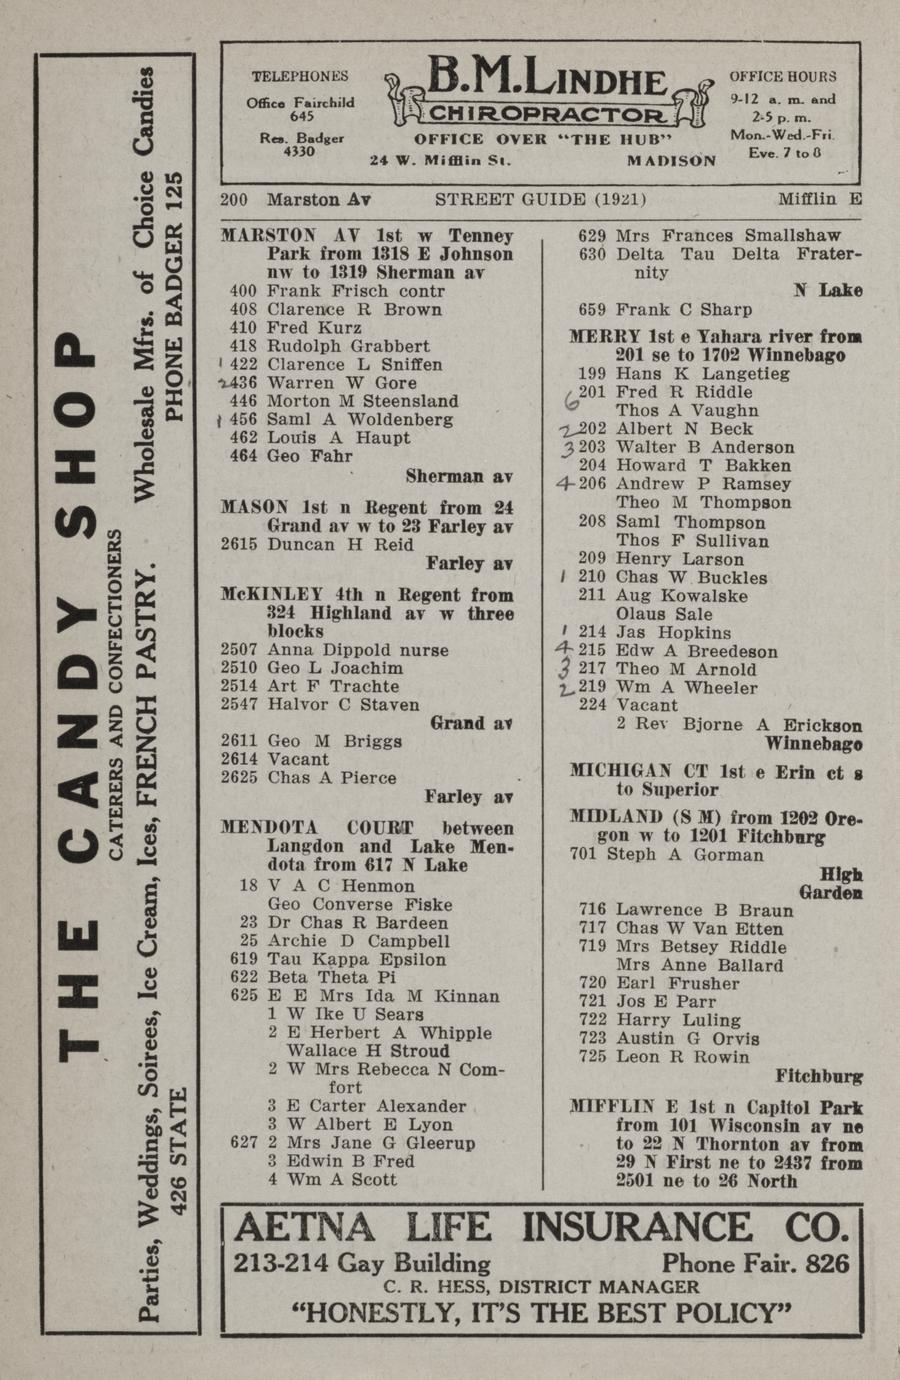 THE CANDY SHOP
CATERERS AND CONFECTIONERS
Parties, Weddings, Soirees, Ice Cream, Ices, FRENCH PASTRY. Wholesale Mfrs. of Choice Candies
426 STATE PHONE BADGER 125
TELEPHONES
Office Fairchild
645
Res. Badger
4330
B.M.LINDHE
CHIROPRACTOR
OFFICE OVER "THE HUB"
24 W. Mifflin St. MADISON
OFFICE HOURS
9-12 a. m. and
2-5 p. m.
Mon.-Wed.-Fri.
Eve. 7 to 8
200 Marston Av STREET GUIDE (1921) Mifflin E
MARSTON AV 1st w Tenney
Park from 1318 E Johnson
nw to 1319 Sherman av
400 Frank Frisch contr
408 Clarence R Brown
410 Fred Kurz
418 Rudolph Grabbert
1 422 Clarence L Sniffen
2 436 Warren W Gore
446 Morton M Steensland
1 456 Saml A Woldenberg
462 Louis A Haupt
464 Geo Fahr
Sherman av
MASON 1st n Regent from 24
Grand av w to 23 Farley av
2615 Duncan H Reid
Farley av
McKINLEY 4th n Regent from
324 Highland av w three
blocks
2507 Anna Dippold nurse
2510 Geo L Joachim
2514 Art F Trachte
2547 Halvor C Staven
Grand av
2611 Geo M Briggs
2614 Vacant
2625 Chas A Pierce
Farley av
MENDOTA COURT between
Langdon and Lake Men-
dota from 617 N Lake
18 V A C Henmon
Geo Converse Fiske
23 Dr Chas R Bardeen
25 Archie D Campbell
619 Tau Kappa Epsilon
622 Beta Theta Pi
625 E E Mrs Ida M Kinnan
1 W Ike U Sears
2 E Herbert A Whipple
Wallace H Stroud
2 W Mrs Rebecca N Com-
fort
3 E Carter Alexander
3 W Albert E Lyon
627 2 Mrs Jane G Gleerup
3 Edwin B Fred
4 Wm A Scott
629 Mrs Frances Smallshaw
630 Delta Tau Delta Frater-
nity
N Lake
659 Frank C Sharp
MERRY 1st e Yahara river from
201 se to 1702 Winnebago
199 Hans K Langetieg
6 201 Fred R Riddle
Thos A Vaughn
2 202 Albert N Beck
3 203 Walter B Anderson
204 Howard T Bakken
4 206 Andrew P Ramsey
Theo M Thompson
208 Saml Thompson
Thos F Sullivan
209 Henry Larson
1 210 Chas W Buckles
211 Aug Kowalske
Olaus Sale
1 214 Jas Hopkins
4 215 Edw A Breedeson
3 217 Theo M Arnold
2 219 Wm A Wheeler
224 Vacant
2 Rev Bjorne A Erickson
Winnebago
MICHIGAN CT 1st e Erin ct s
to Superior
MIDLAND (S M) from 1202 Ore-
gon w to 1201 Fitchburg
701 Steph A Gorman
High
Garden
716 Lawrence B Braun
717 Chas W Van Etten
719 Mrs Betsey Riddle
Mrs Anne Ballard
720 Earl Frusher
721 Jos E Parr
722 Harry Luling
723 Austin G Orvis
725 Leon R Rowin
Fitchburg
MIFFLIN E 1st n Capitol Park
from 101 Wisconsin av ne
to 22 N Thornton av from
29 N First ne to 2437 from
2501 ne to 26 North
AETNA LIFE INSURANCE CO.
213-214 Gay Building Phone Fair. 826
C. R. HESS, DISTRICT MANAGER
"HONESTLY, IT'S THE BEST POLICY"